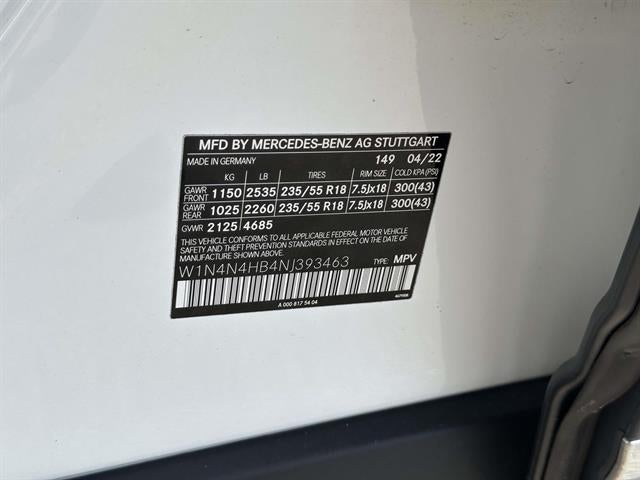 MFD BY MERCEDES-BENZ AG STUTTGART
MADE IN GERMANY 149 04/22
KG LB TIRES RIM SIZE COLD KPA (PSI)
GAWR FRONT 1150 2535 235/55 R18 7.5Jx18 300(43)
GAWR REAR 1025 2260 235/55 R18 7.5Jx18 300(43)
GVWR 2125 4685
THIS VEHICLE CONFORMS TO ALL APPLICABLE FEDERAL MOTOR VEHICLE
SAFETY, BUMPER, AND THEFT PREVENTION STANDARDS IN EFFECT ON THE DATE OF
MANUFACTURE SHOWN ABOVE.
W1N4N4HB4NJ393463 TYPE: MPV
A 000 817 54 04